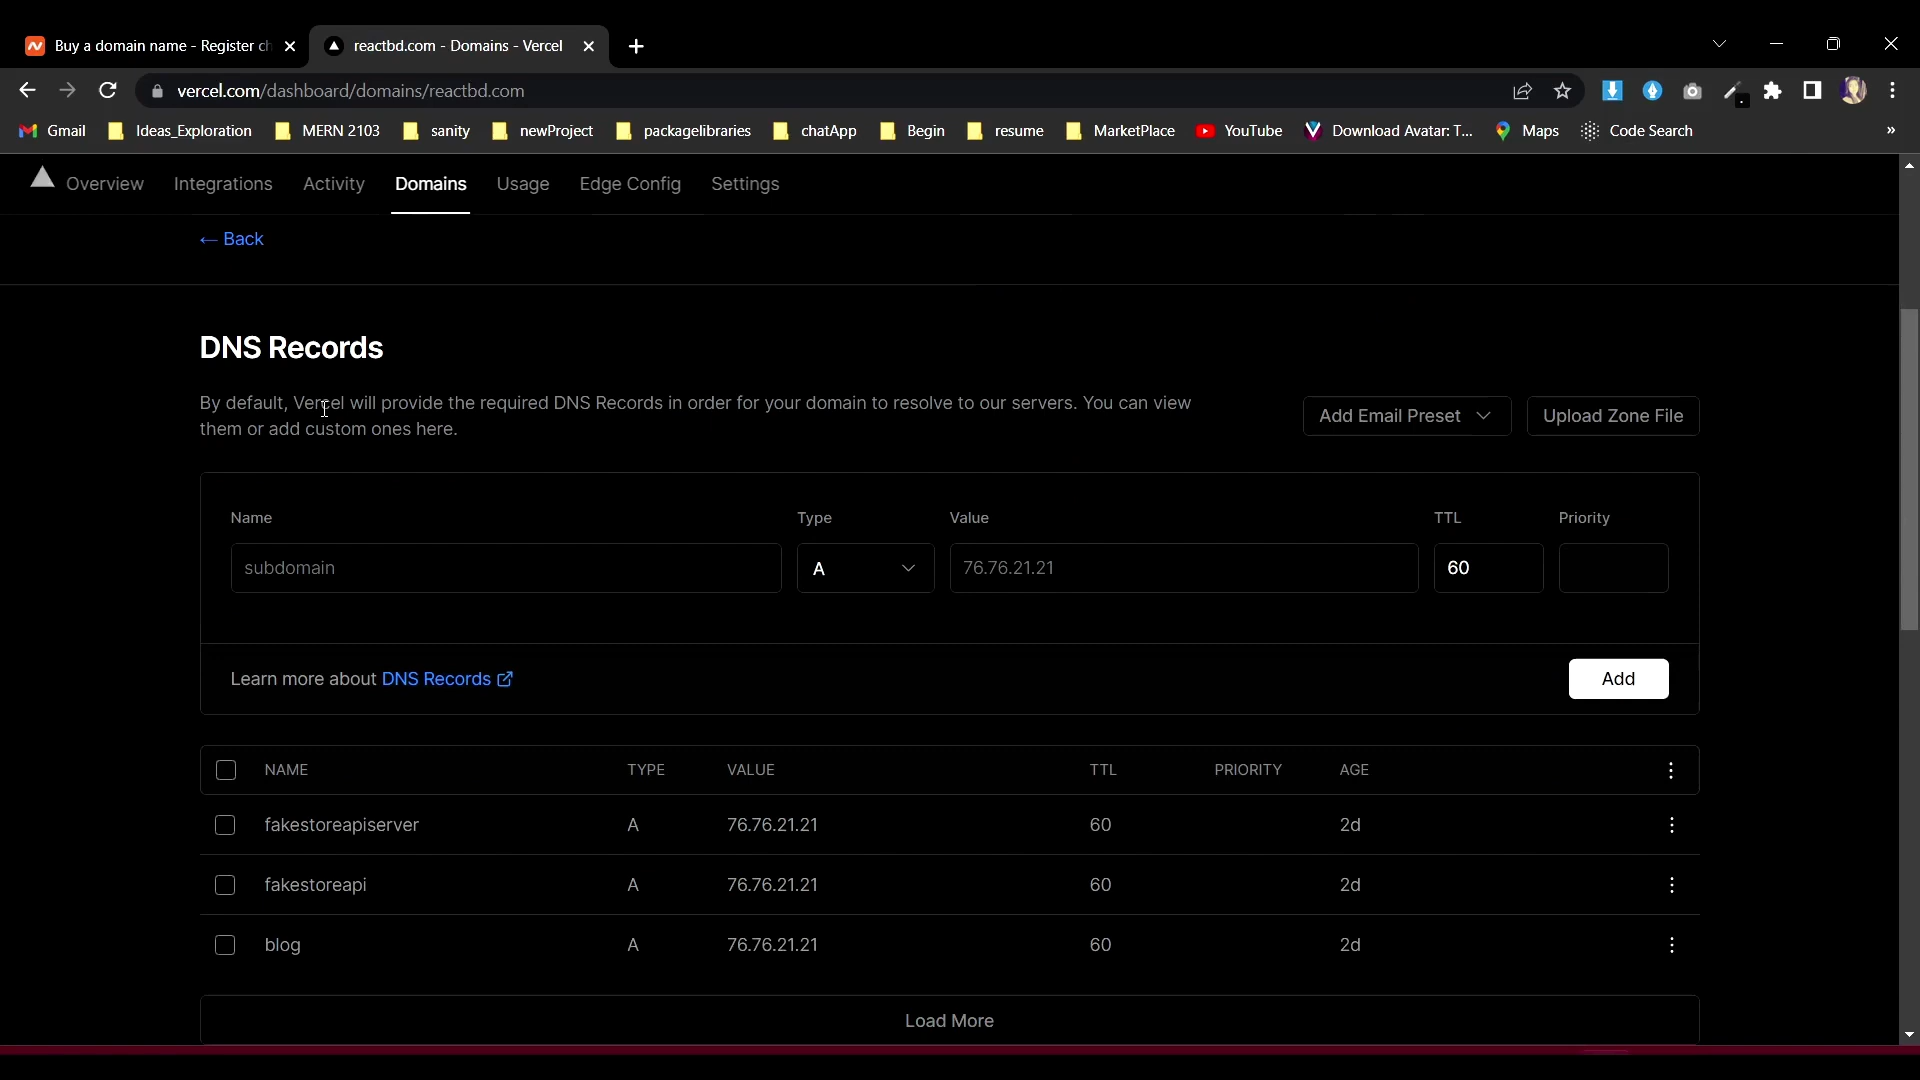 Buy a domain name - Register ch
reactbd.com - Domains - Vercel
vercel.com/dashboard/domains/reactbd.com
Gmail Ideas_Exploration MERN 2103 sanity newProject packagelibraries chatApp Begin resume MarketPlace YouTube Download Avatar: T... Maps Code Search »
Overview Integrations Activity Domains Usage Edge Config Settings
← Back
DNS Records
By default, Vercel will provide the required DNS Records in order for your domain to resolve to our servers. You can view
them or add custom ones here.
Add Email Preset Upload Zone File
Name Type Value TTL Priority
subdomain A 76.76.21.21 60
Learn more about DNS Records
Add
NAME TYPE VALUE TTL PRIORITY AGE
fakestoreapiserver A 76.76.21.21 60 2d
fakestoreapi A 76.76.21.21 60 2d
blog A 76.76.21.21 60 2d
Load More